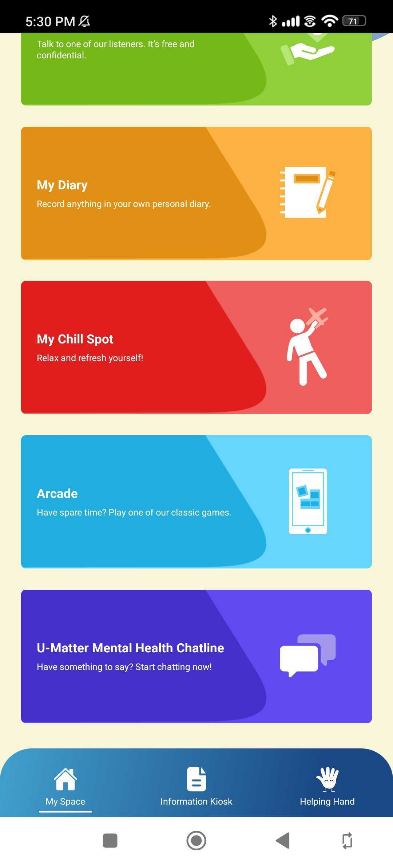 5:30 PM
71
Talk to one of our listeners. It's free and
confidential.
My Diary
Record anything in your own personal diary.
My Chill Spot
Relax and refresh yourself!
Arcade
Have spare time? Play one of our classic games.
U-Matter Mental Health Chatline
Have something to say? Start chatting now!
My Space
Information Kiosk
Helping Hand